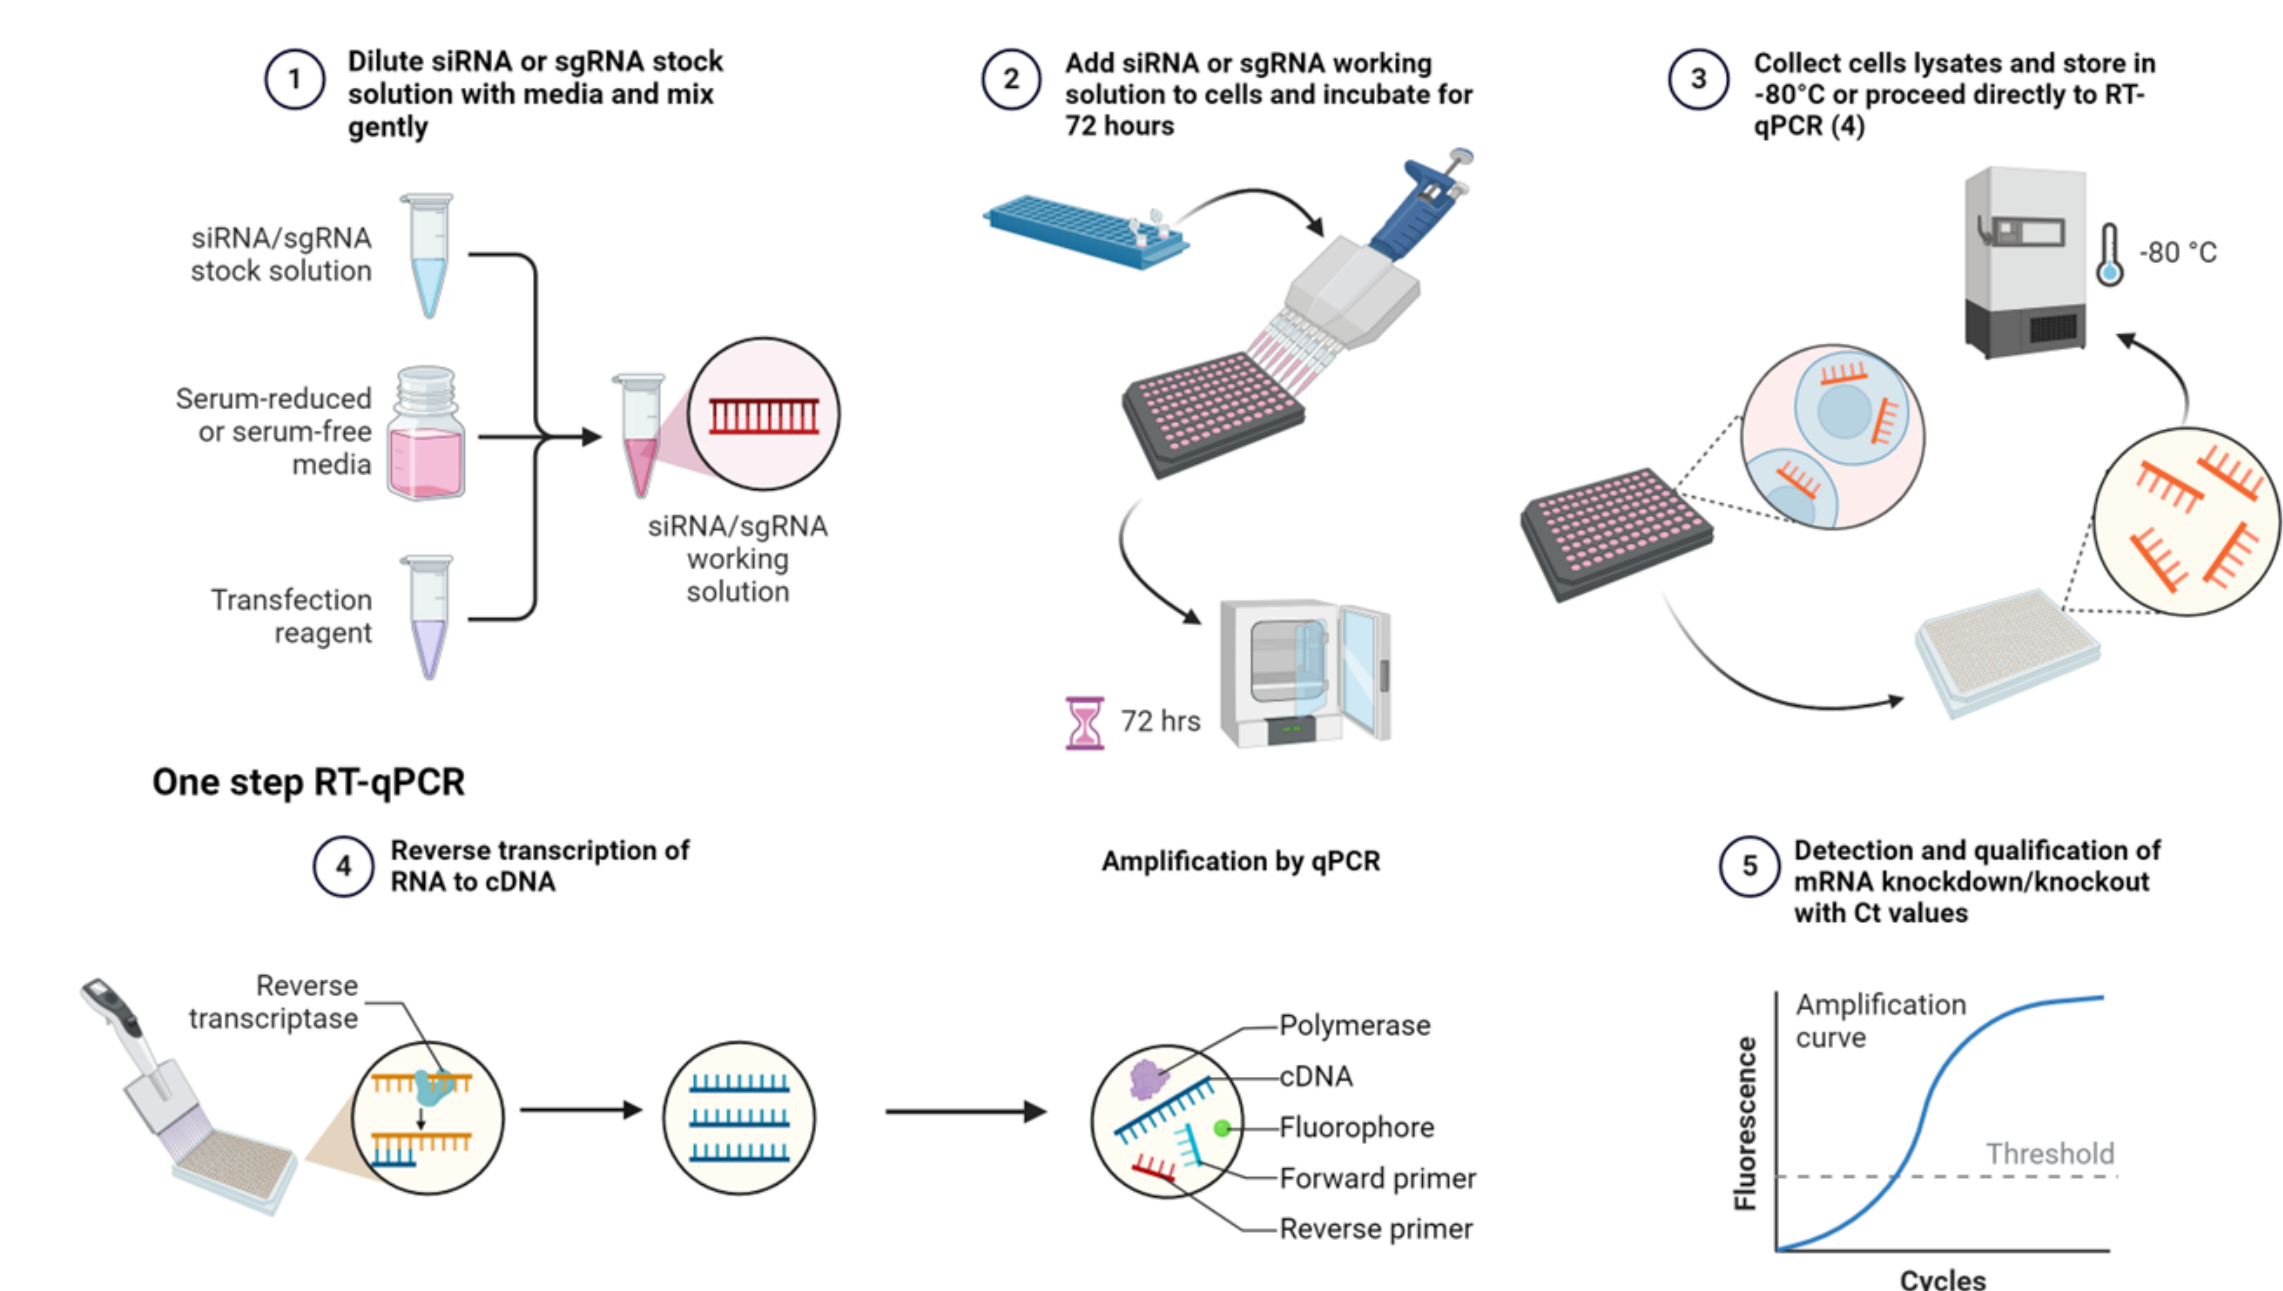 1
Dilute siRNA or sgRNA stock
solution with media and mix
gently
siRNA/sgRNA
stock solution
Serum-reduced
or serum-free
media
Transfection
reagent
siRNA/sgRNA
working
solution
2
Add siRNA or sgRNA working
solution to cells and incubate for
72 hours
72 hrs
3
Collect cells lysates and store in
-80°C or proceed directly to RT-
qPCR (4)
-80 °C
One step RT-qPCR
4
Reverse transcription of
RNA to cDNA
Reverse
transcriptase
Amplification by qPCR
Polymerase
cDNA
Fluorophore
Forward primer
Reverse primer
5
Detection and qualification of
mRNA knockdown/knockout
with Ct values
Amplification
curve
Threshold
Fluorescence
Cycles